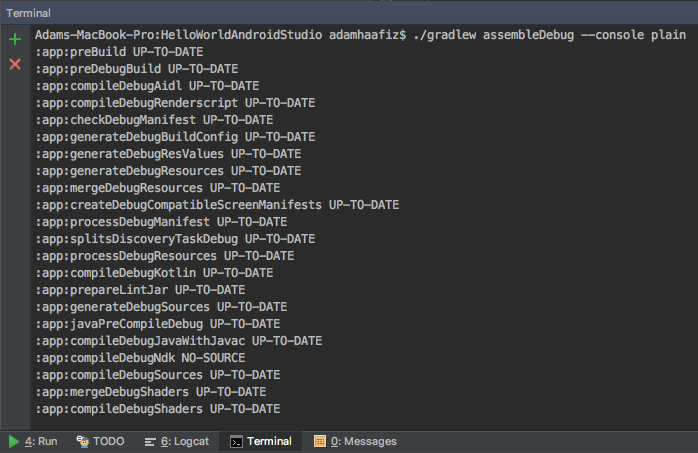 Terminal
Adams-MacBook-Pro:HelloWorldAndroidStudio adamhaafiz$ ./gradlew assembleDebug --console plain
:app:preBuild UP-TO-DATE
:app:preDebugBuild UP-TO-DATE
:app:compileDebugAidl UP-TO-DATE
:app:compileDebugRenderscript UP-TO-DATE
:app:checkDebugManifest UP-TO-DATE
:app:generateDebugBuildConfig UP-TO-DATE
:app:generateDebugResValues UP-TO-DATE
:app:generateDebugResources UP-TO-DATE
:app:mergeDebugResources UP-TO-DATE
:app:createDebugCompatibleScreenManifests UP-TO-DATE
:app:processDebugManifest UP-TO-DATE
:app:splitsDiscoveryTaskDebug UP-TO-DATE
:app:processDebugResources UP-TO-DATE
:app:compileDebugKotlin UP-TO-DATE
:app:prepareLintJar UP-TO-DATE
:app:generateDebugSources UP-TO-DATE
:app:javaPreCompileDebug UP-TO-DATE
:app:compileDebugJavaWithJavac UP-TO-DATE
:app:compileDebugNdk NO-SOURCE
:app:compileDebugSources UP-TO-DATE
:app:mergeDebugShaders UP-TO-DATE
:app:compileDebugShaders UP-TO-DATE
4: Run TODO 6: Logcat Terminal 0: Messages